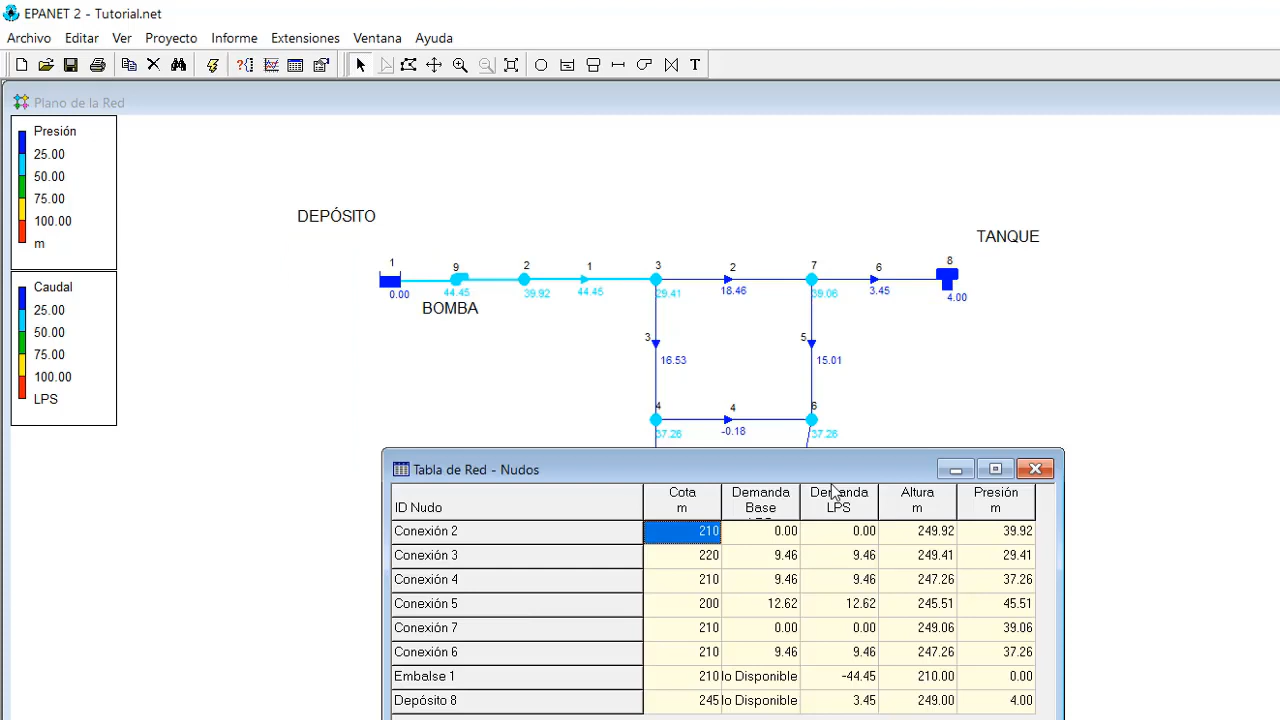 EPANET 2 - Tutorial.net
Archivo Editar Ver Proyecto Informe Extensiones Ventana Ayuda
Plano de la Red
Presión
25.00
50.00
75.00
100.00
m
Caudal
25.00
50.00
75.00
100.00
LPS
DEPÓSITO
TANQUE
1 9 2 1 3 2 7 6 8
0.00 44.45 39.92 44.45 29.41 18.46 39.06 3.45 4.00
BOMBA
3 5
16.53 15.01
4 4 6
37.26 -0.18 37.26
Tabla de Red - Nudos
ID Nudo Cota m Demanda Base Demanda LPS Altura m Presión m
Conexión 2 210 0.00 0.00 249.92 39.92
Conexión 3 220 9.46 9.46 249.41 29.41
Conexión 4 210 9.46 9.46 247.26 37.26
Conexión 5 200 12.62 12.62 245.51 45.51
Conexión 7 210 0.00 0.00 249.06 39.06
Conexión 6 210 9.46 9.46 247.26 37.26
Embalse 1 210 lo Disponible -44.45 210.00 0.00
Depósito 8 245 lo Disponible 3.45 249.00 4.00